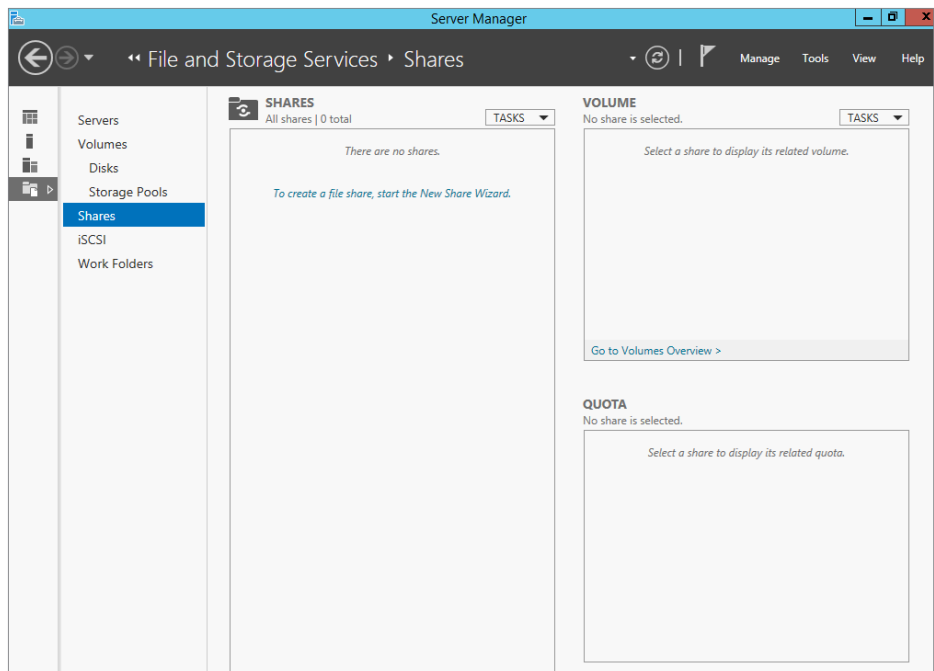 Server Manager
File and Storage Services ‣ Shares
Manage Tools View Help
Servers
Volumes
Disks
Storage Pools
Shares
iSCSI
Work Folders
SHARES
All shares | 0 total
TASKS
There are no shares.
To create a file share, start the New Share Wizard.
VOLUME
No share is selected.
TASKS
Select a share to display its related volume.
Go to Volumes Overview >
QUOTA
No share is selected.
Select a share to display its related quota.